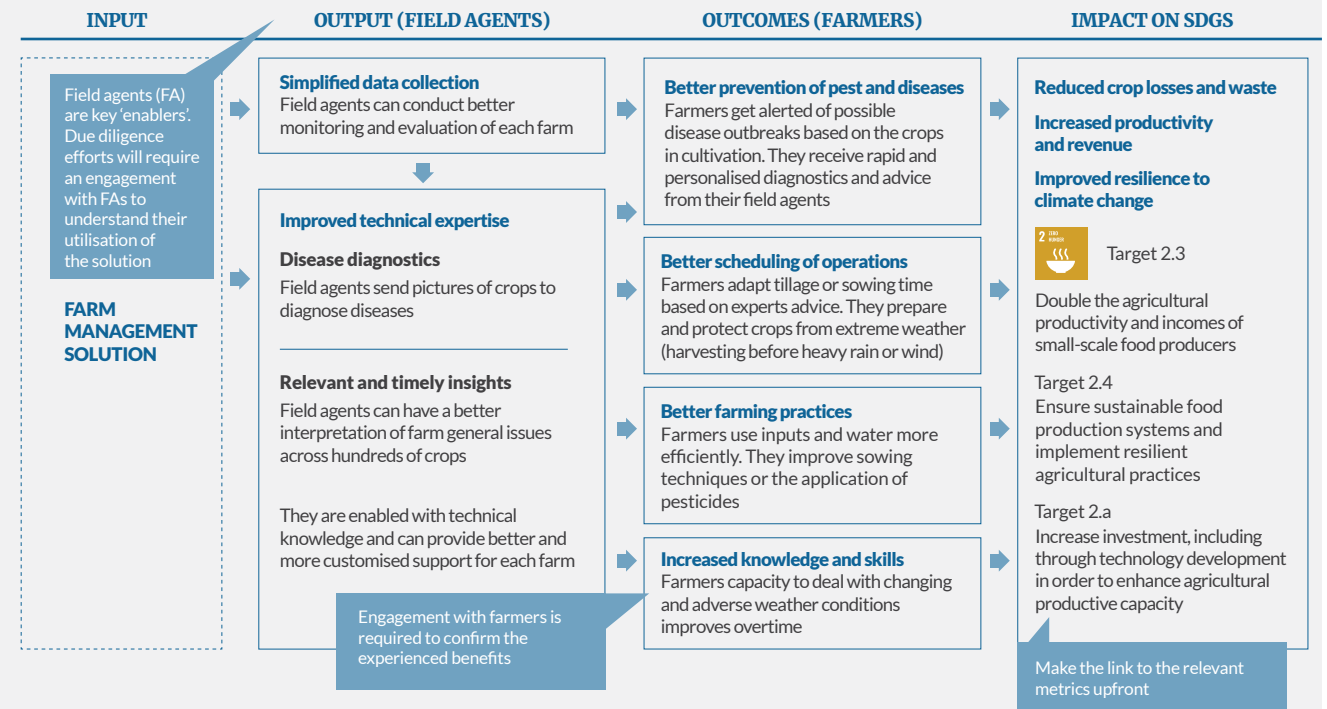 INPUT
OUTPUT (FIELD AGENTS)
OUTCOMES (FARMERS)
IMPACT ON SDGS
Field agents (FA)
are key ‘enablers’.
Due diligence
efforts will require
an engagement
with FAs to
understand their
utilisation of
the solution
FARM
MANAGEMENT
SOLUTION
Simplified data collection
Field agents can conduct better
monitoring and evaluation of each farm
Improved technical expertise
Disease diagnostics
Field agents send pictures of crops to
diagnose diseases
Relevant and timely insights
Field agents can have a better
interpretation of farm general issues
across hundreds of crops
They are enabled with technical
knowledge and can provide better and
more customised support for each farm
Engagement with farmers is
required to confirm the
experienced benefits
Better prevention of pest and diseases
Farmers get alerted of possible
disease outbreaks based on the crops
in cultivation. They receive rapid and
personalised diagnostics and advice
from their field agents
Better scheduling of operations
Farmers adapt tillage or sowing time
based on experts advice. They prepare
and protect crops from extreme weather
(harvesting before heavy rain or wind)
Better farming practices
Farmers use inputs and water more
efficiently. They improve sowing
techniques or the application of
pesticides
Increased knowledge and skills
Farmers capacity to deal with changing
and adverse weather conditions
improves overtime
Reduced crop losses and waste
Increased productivity
and revenue
Improved resilience to
climate change
2 ZERO
HUNGER
Target 2.3
Double the agricultural
productivity and incomes of
small-scale food producers
Target 2.4
Ensure sustainable food
production systems and
implement resilient
agricultural practices
Target 2.a
Increase investment, including
through technology development
in order to enhance agricultural
productive capacity
Make the link to the relevant
metrics upfront